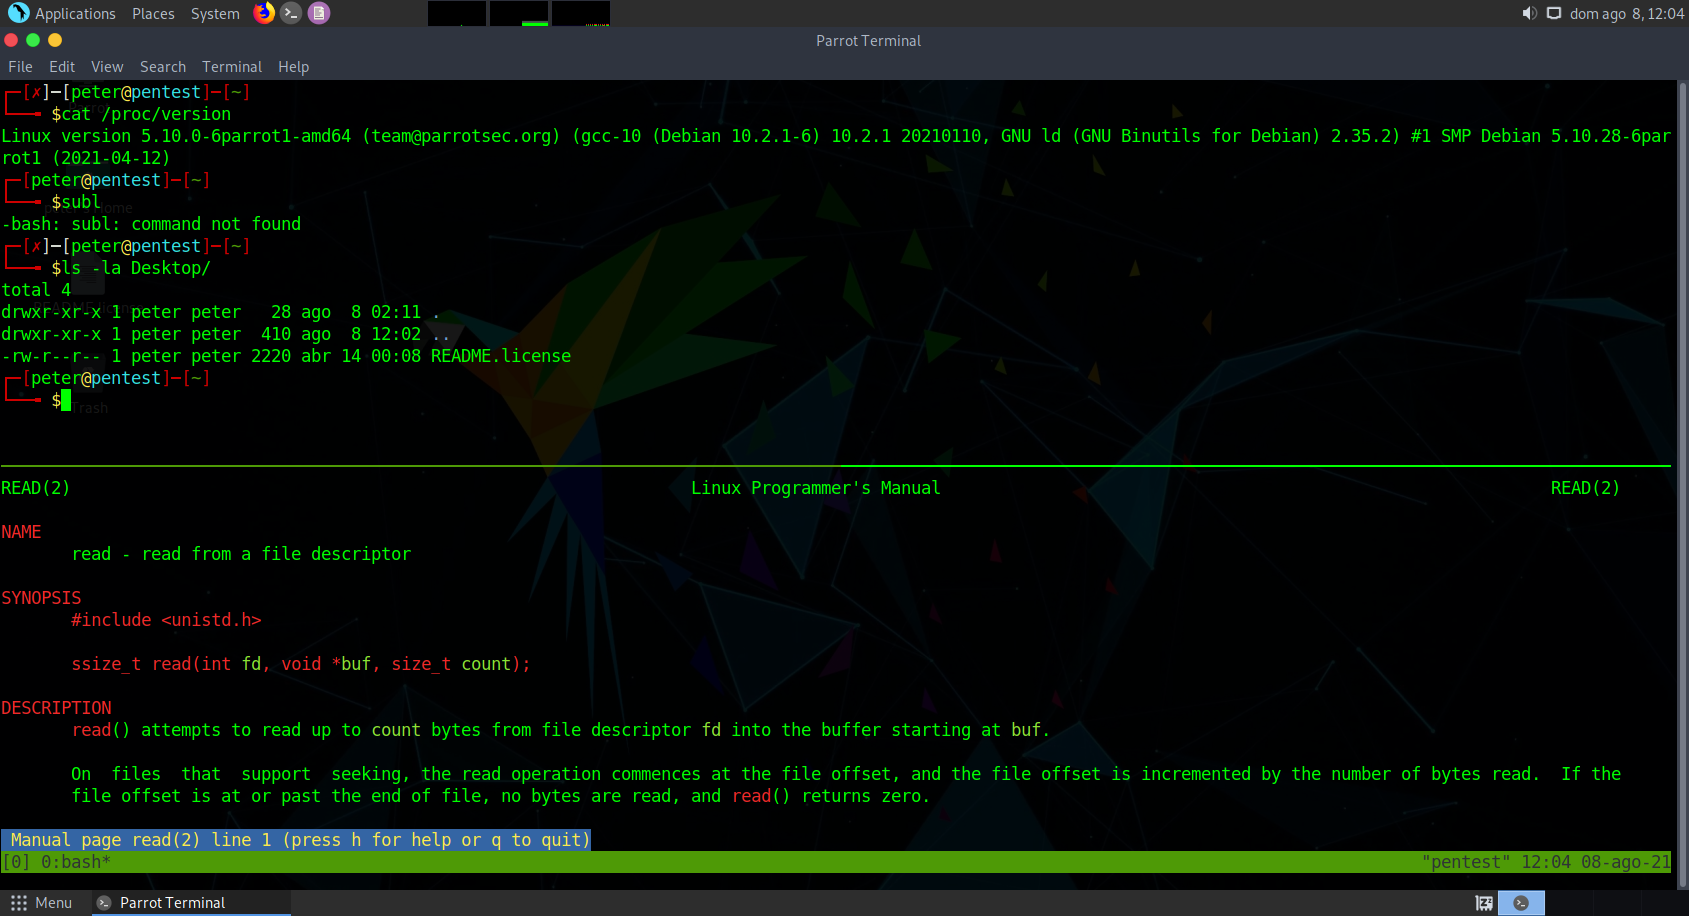 Applications Places System dom ago 8, 12:04
Parrot Terminal
File Edit View Search Terminal Help
┌─[✗]─[peter@pentest]─[~]
└──╼ $cat /proc/version
Linux version 5.10.0-6parrot1-amd64 (team@parrotsec.org) (gcc-10 (Debian 10.2.1-6) 10.2.1 20210110, GNU ld (GNU Binutils for Debian) 2.35.2) #1 SMP Debian 5.10.28-6par
rot1 (2021-04-12)
┌─[peter@pentest]─[~]
└──╼ $subl
-bash: subl: command not found
┌─[✗]─[peter@pentest]─[~]
└──╼ $ls -la Desktop/
total 4
drwxr-xr-x 1 peter peter   28 ago  8 02:11 .
drwxr-xr-x 1 peter peter  410 ago  8 12:02 ..
-rw-r--r-- 1 peter peter 2220 abr 14 00:08 README.license
┌─[peter@pentest]─[~]
└──╼ $
Trash
READ(2) Linux Programmer's Manual READ(2)
NAME
read - read from a file descriptor
SYNOPSIS
#include <unistd.h>
ssize_t read(int fd, void *buf, size_t count);
DESCRIPTION
read() attempts to read up to count bytes from file descriptor fd into the buffer starting at buf.
On  files  that  support  seeking, the read operation commences at the file offset, and the file offset is incremented by the number of bytes read.  If the
file offset is at or past the end of file, no bytes are read, and read() returns zero.
Manual page read(2) line 1 (press h for help or q to quit)
[0] 0:bash* "pentest" 12:04 08-ago-21
Menu Parrot Terminal